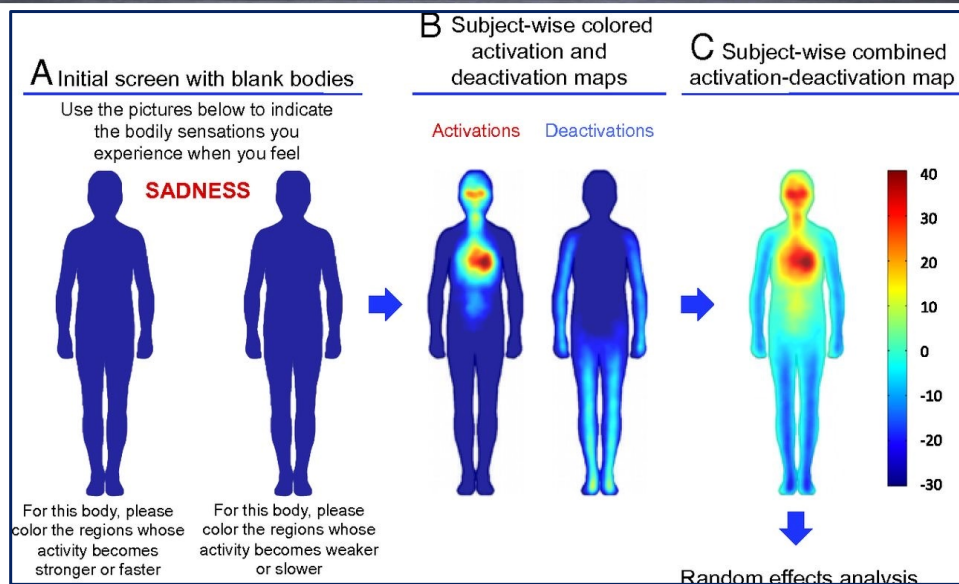 A Initial screen with blank bodies
Use the pictures below to indicate
the bodily sensations you
experience when you feel
SADNESS
For this body, please
color the regions whose
activity becomes
stronger or faster
For this body, please
color the regions whose
activity becomes weaker
or slower
B Subject-wise colored
activation and
deactivation maps
Activations Deactivations
C Subject-wise combined
activation-deactivation map
40
30
20
10
0
-10
-20
-30
Random effects analysis